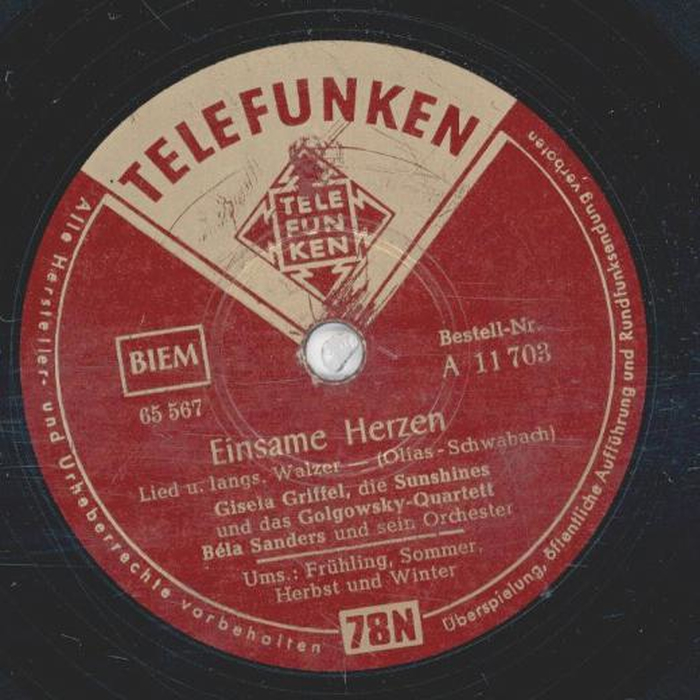 TELEFUNKEN
TELE
FUN
KEN
BIEM
65 567
Bestell-Nr.
A 11 703
Einsame Herzen
Lied u. langs. Walzer — (Olias-Schwabach)
Gisela Griffel, die Sunshines
und das Golgowsky-Quartett
Béla Sanders und sein Orchester
Ums.: Frühling, Sommer,
Herbst und Winter
78N
Alle Hersteller- und Urheberrechte vorbehalten
Überspielung, öffentliche Aufführung und Rundfunksendung verboten